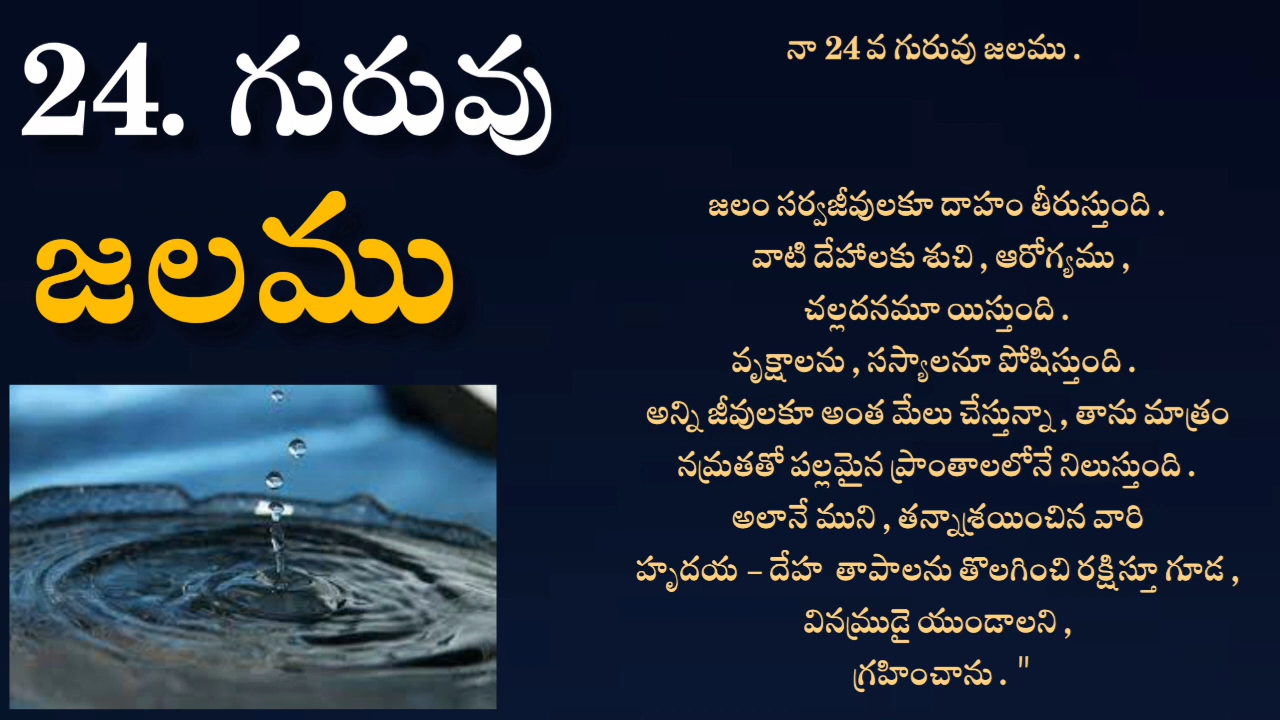 24. గురువు
జలము
నా 24 వ గురువు జలము .
జలం సర్వజీవులకూ దాహం తీరుస్తుంది .
వాటి దేహాలకు శుచి , ఆరోగ్యము ,
చల్లదనమూ యిస్తుంది .
వృక్షాలను , సస్యాలనూ పోషిస్తుంది .
అన్ని జీవులకూ అంత మేలు చేస్తున్నా , తాను మాత్రం
నమ్రతతో పల్లమైన ప్రాంతాలలోనే నిలుస్తుంది .
అలానే ముని , తన్నాశ్రయించిన వారి
హృదయ – దేహ తాపాలను తొలగించి రక్షిస్తూ గూడ ,
వినమ్రుడై యుండాలని ,
గ్రహించాను . "